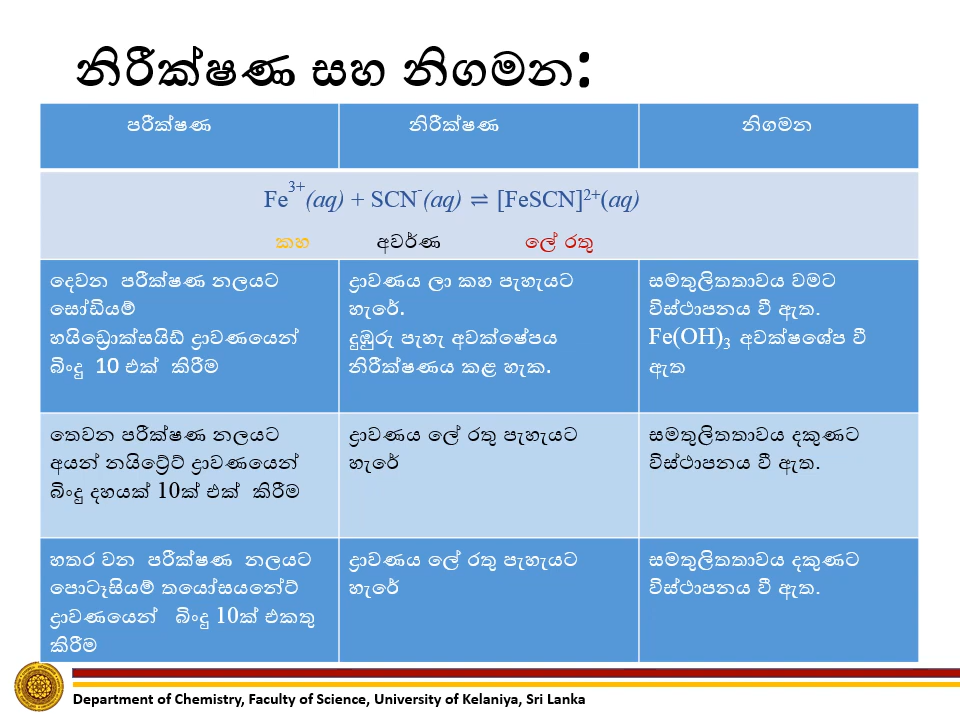 නිරීක්ෂණ සහ නිගමන:
පරීක්ෂණ
නිරීක්ෂණ
නිගමන
Fe³⁺(aq) + SCN⁻(aq) ⇌ [FeSCN]²⁺(aq)
කහ අවර්ණ ලේ රතු
දෙවන පරීක්ෂණ නලයට
සෝඩියම්
හයිඩ්‍රොක්සයිඩ් ද්‍රාවණයෙන්
බිංදු 10 එක් කිරීම
ද්‍රාවණය ලා කහ පැහැයට
හැරේ.
දුඹුරු පැහැ අවක්ෂේපය
නිරීක්ෂණය කළ හැක.
සමතුලිතතාවය වමට
විස්ථාපනය වී ඇත.
Fe(OH)₃ අවක්ෂශේප වී
ඇත
තෙවන පරීක්ෂණ නලයට
අයන් නයිට්‍රේට් ද්‍රාවණයෙන්
බිංදු දහයක් 10ක් එක් කිරීම
ද්‍රාවණය ලේ රතු පැහැයට
හැරේ
සමතුලිතතාවය දකුණට
විස්ථාපනය වී ඇත.
හතර වන පරීක්ෂණ නලයට
පොටෑසියම් තයෝසයනේට්
ද්‍රාවණයෙන් බිංදු 10ක් එකතු
කිරීම
ද්‍රාවණය ලේ රතු පැහැයට
හැරේ
සමතුලිතතාවය දකුණට
විස්ථාපනය වී ඇත.
Department of Chemistry, Faculty of Science, University of Kelaniya, Sri Lanka